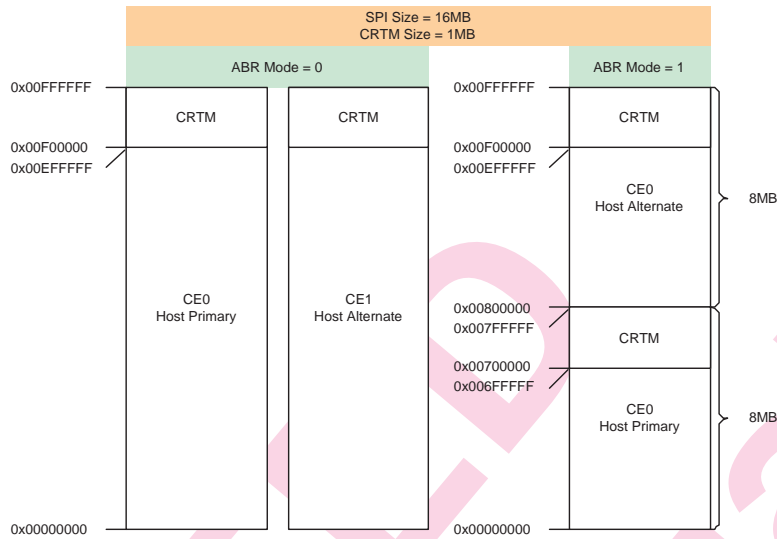 SPI Size = 16MB
CRTM Size = 1MB
ABR Mode = 0
ABR Mode = 1
0x00FFFFFF
0x00FFFFFF
CRTM
CRTM
CRTM
0x00F00000
0x00F00000
0x00EFFFFF
0x00EFFFFF
CE0
Host Alternate
8MB
CE0
Host Primary
CE1
Host Alternate
0x00800000
0x007FFFFF
CRTM
0x00700000
0x006FFFFF
CE0
Host Primary
8MB
0x00000000
0x00000000